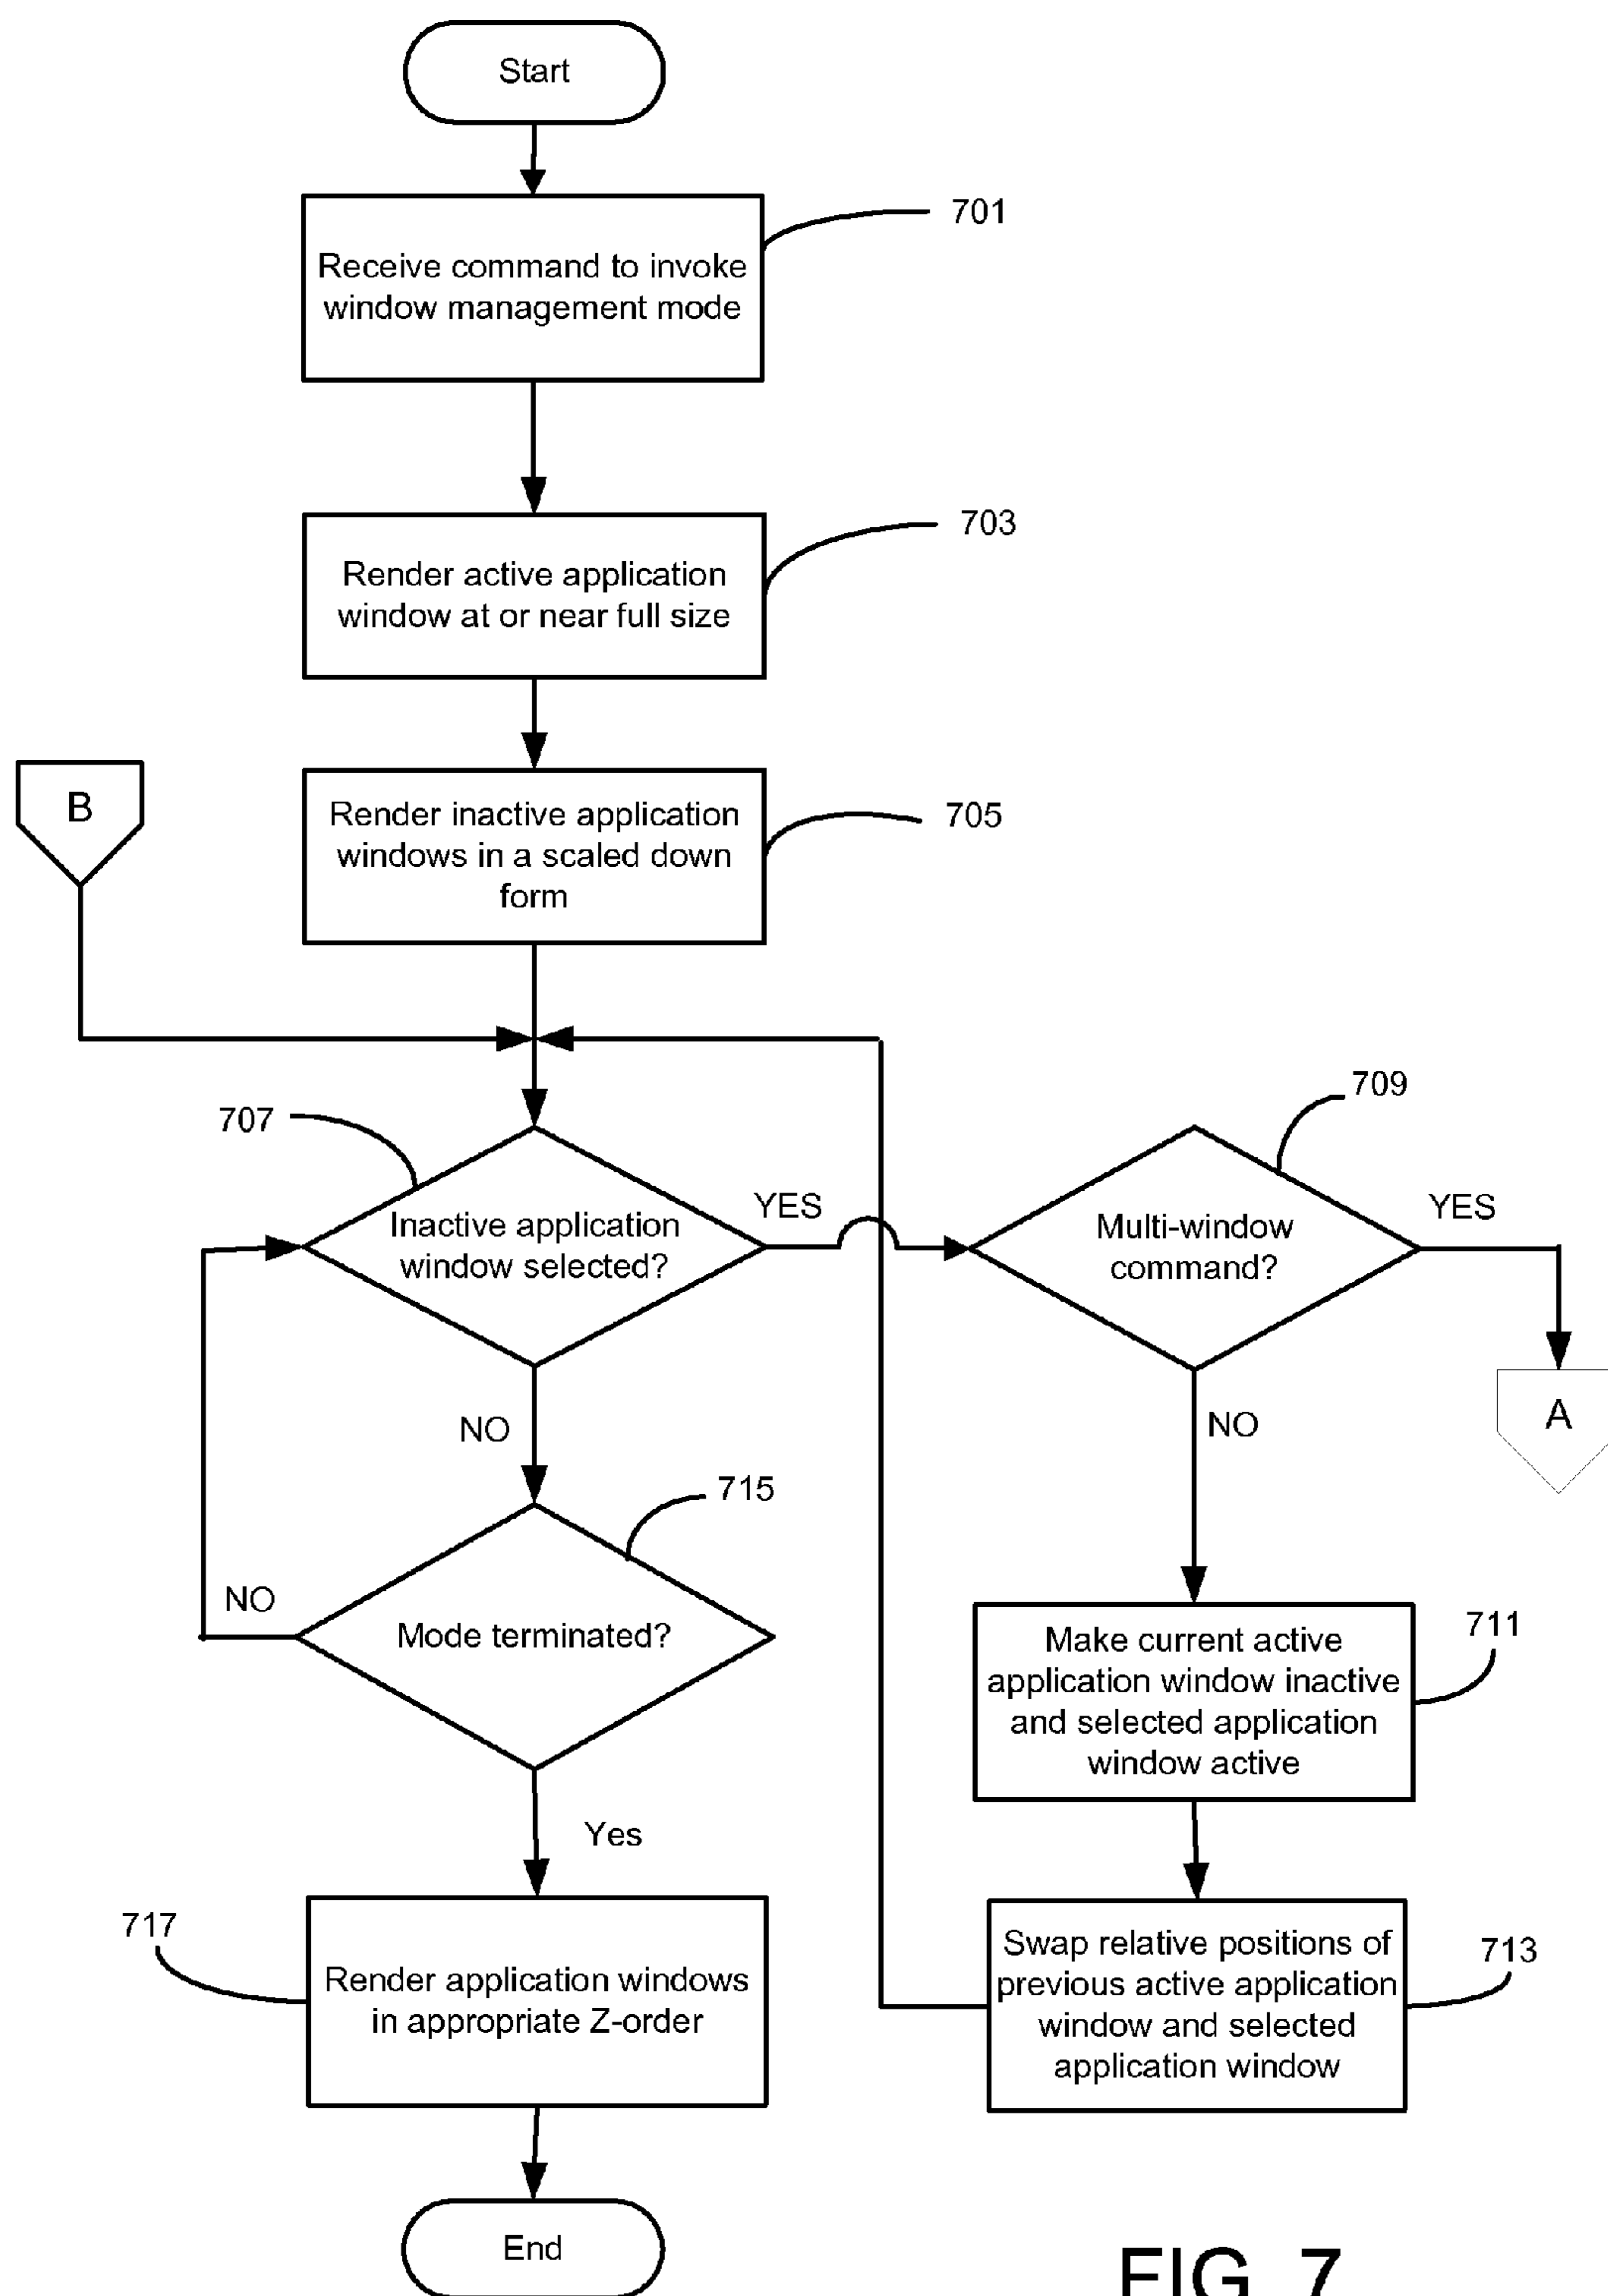 Start
701
Receive command to invoke
window management mode
703
Render active application
window at or near full size
B
705
Render inactive application
windows in a scaled down
form
709
707
YES
YES
Inactive application
window selected?
Multi-window
command?
A
NO
NO
715
NO
Mode terminated?
711
Make current active
application window inactive
and selected application
window active
Yes
717
Render application windows
in appropriate Z-order
713
Swap relative positions of
previous active application
window and selected
application window
End
FIG. 7